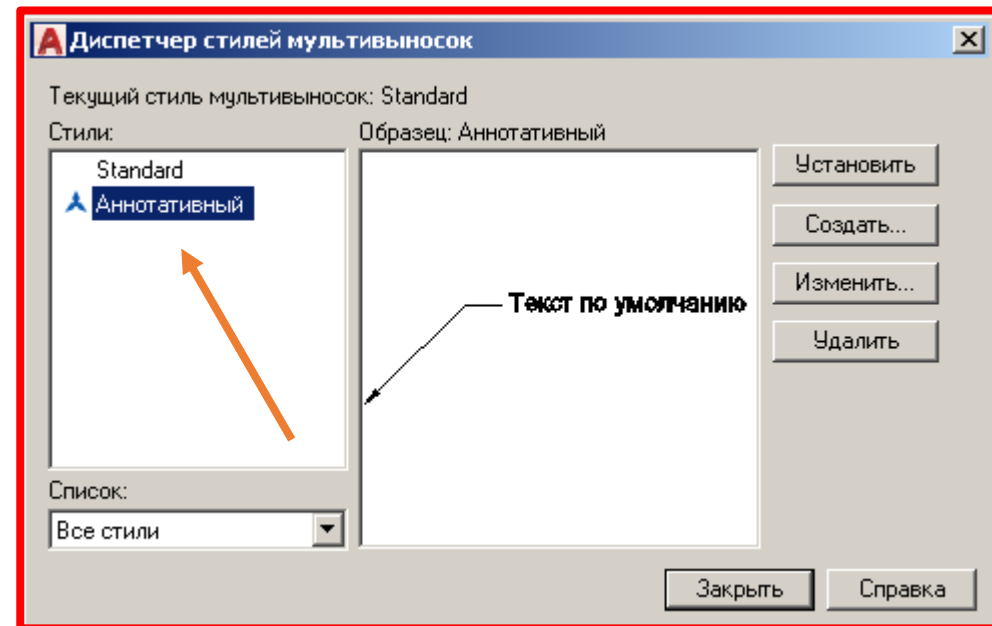 Диспетчер стилей мультивыносок
Текущий стиль мультивыносок: Standard
Стили:
Standard
Аннотативный
Список:
Все стили
Образец: Аннотативный
Текст по умолчанию
Установить
Создать...
Изменить...
Удалить
Закрыть
Справка